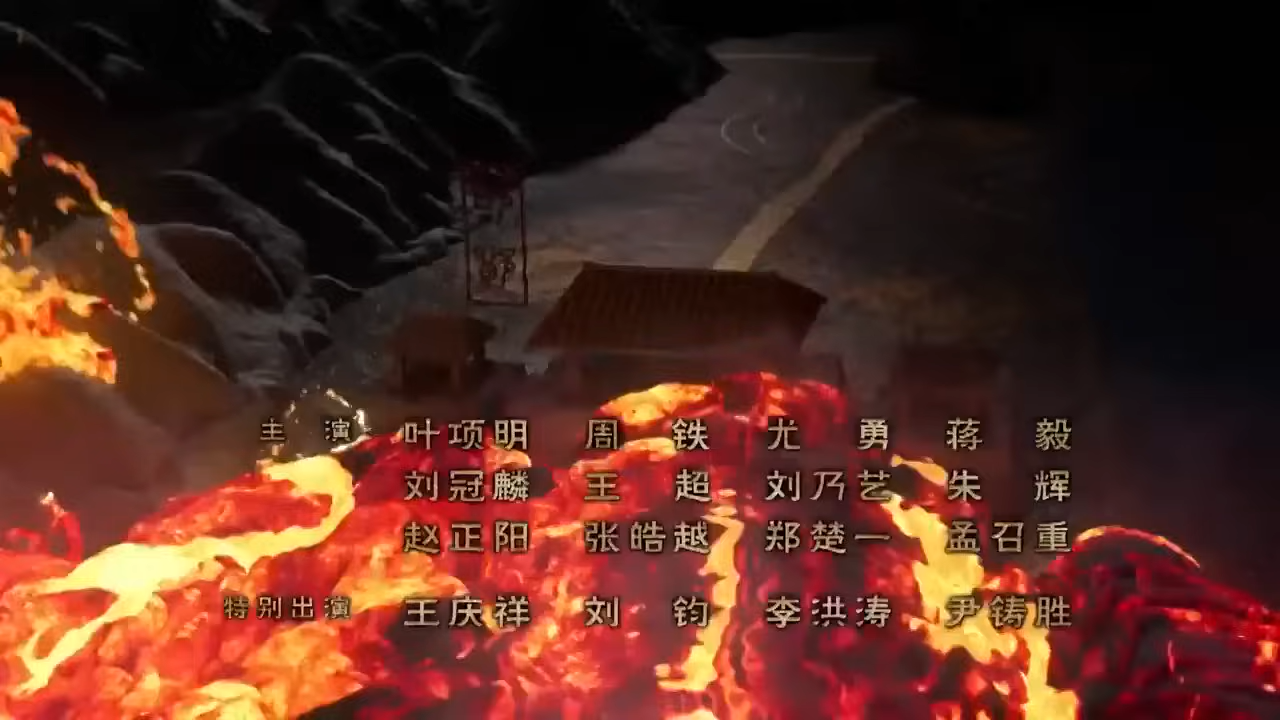 主演 叶项明 周铁 尤勇 蒋毅
刘冠麟 王超 刘乃艺 朱辉
赵正阳 张皓越 郑楚一 孟召重
特别出演 王庆祥 刘钧 李洪涛 尹铸胜